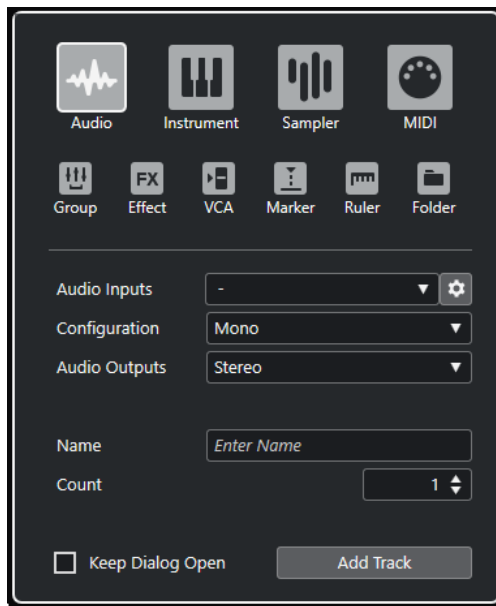 Audio Instrument Sampler MIDI
FX
Group Effect VCA Marker Ruler Folder
Audio Inputs -
Configuration Mono
Audio Outputs Stereo
Name Enter Name
Count 1
Keep Dialog Open Add Track